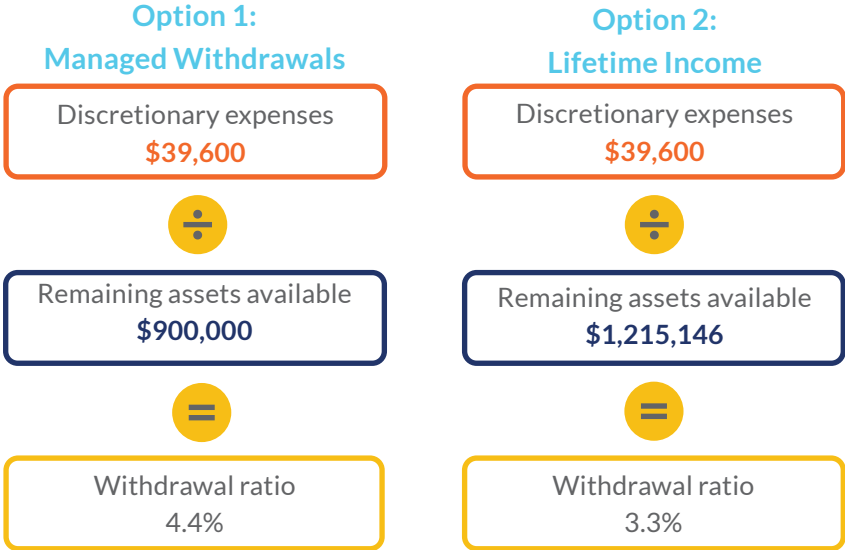 Option 1:
Managed Withdrawals
Discretionary expenses
$39,600
÷
Remaining assets available
$900,000
=
Withdrawal ratio
4.4%
Option 2:
Lifetime Income
Discretionary expenses
$39,600
÷
Remaining assets available
$1,215,146
=
Withdrawal ratio
3.3%